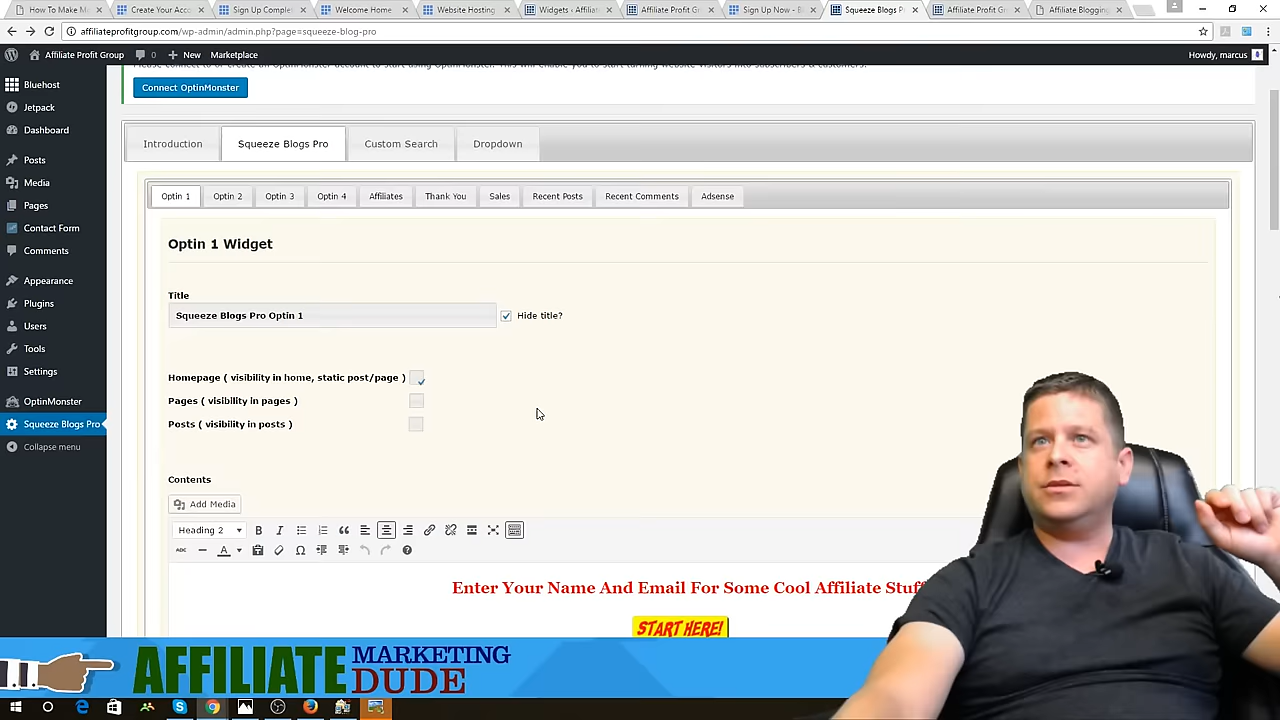 How To Make M
Create Your Acco
Sign Up Complet
Welcome Home
Website Hosting
Widgets ‹ Affiliat
Affiliate Profit G
Sign Up Now - Bl
Squeeze Blogs P
Affiliate Profit G
Affiliate Blogging
affiliateprofitgroup.com/wp-admin/admin.php?page=squeeze-blog-pro
Affiliate Profit Group
0
New
Marketplace
Howdy, marcus
Please connect to or create an OptinMonster account to start using OptinMonster. This will enable you to start turning website visitors into subscribers & customers.
Connect OptinMonster
Bluehost
Jetpack
Dashboard
Posts
Media
Pages
Contact Form
Comments
Appearance
Plugins
Users
Tools
Settings
OptinMonster
Squeeze Blogs Pro
Collapse menu
Introduction
Squeeze Blogs Pro
Custom Search
Dropdown
Optin 1
Optin 2
Optin 3
Optin 4
Affiliates
Thank You
Sales
Recent Posts
Recent Comments
Adsense
Optin 1 Widget
Title
Squeeze Blogs Pro Optin 1
Hide title?
Homepage ( visibility in home, static post/page )
Pages ( visibility in pages )
Posts ( visibility in posts )
Contents
Add Media
Heading 2
B
I
ABC
A
Ω
Enter Your Name And Email For Some Cool Affiliate Stuff
START HERE!
AFFILIATE
MARKETING
DUDE